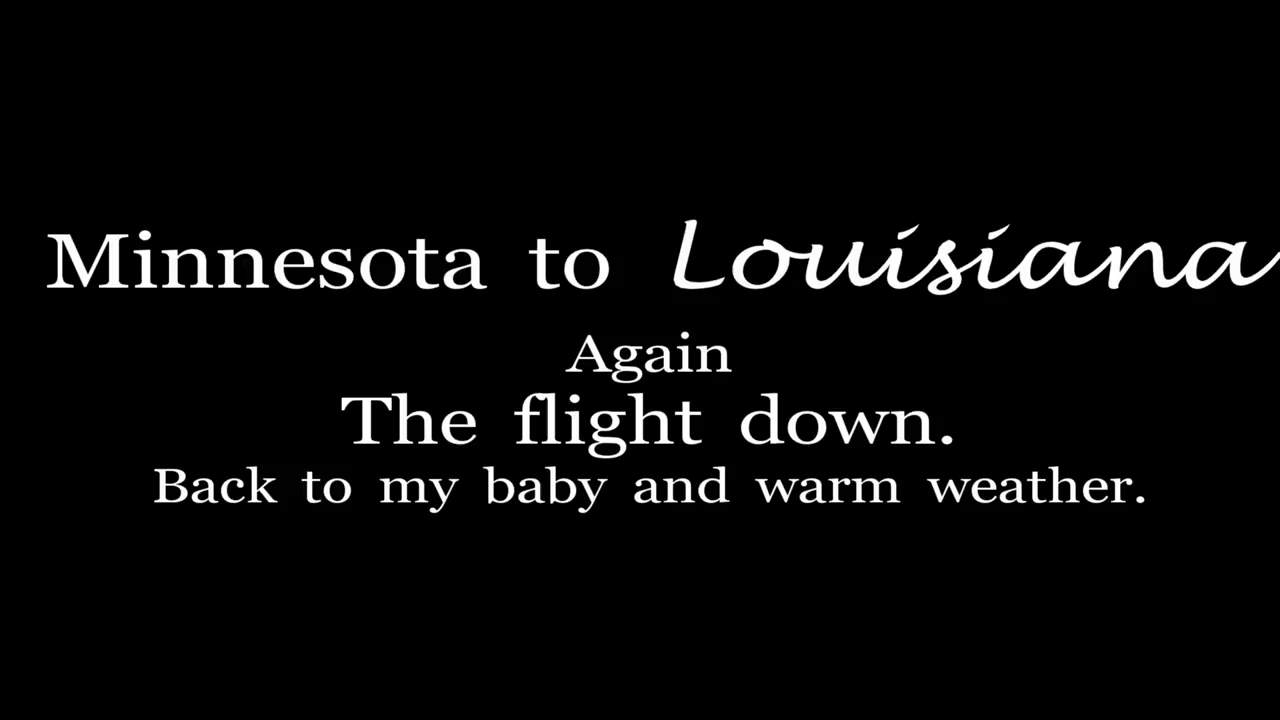 Minnesota to Louisiana
Again
The flight down.
Back to my baby and warm weather.